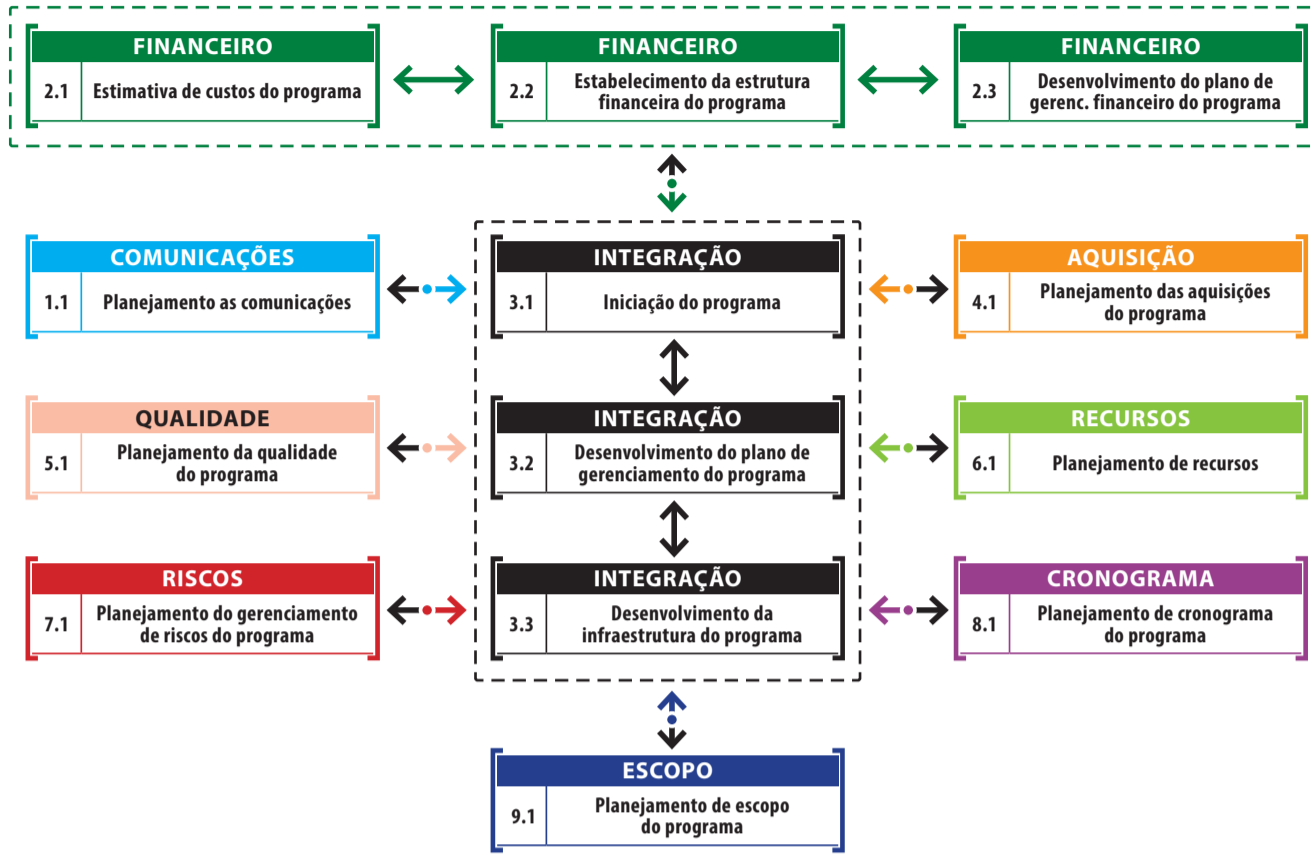 FINANCEIRO
2.1
Estimativa de custos do programa
FINANCEIRO
2.2
Estabelecimento da estrutura
financeira do programa
FINANCEIRO
2.3
Desenvolvimento do plano de
gerenc. financeiro do programa
COMUNICAÇÕES
1.1
Planejamento as comunicações
INTEGRAÇÃO
3.1
Iniciação do programa
AQUISIÇÃO
4.1
Planejamento das aquisições
do programa
QUALIDADE
5.1
Planejamento da qualidade
do programa
INTEGRAÇÃO
3.2
Desenvolvimento do plano de
gerenciamento do programa
RECURSOS
6.1
Planejamento de recursos
RISCOS
7.1
Planejamento do gerenciamento
de riscos do programa
INTEGRAÇÃO
3.3
Desenvolvimento da
infraestrutura do programa
CRONOGRAMA
8.1
Planejamento de cronograma
do programa
ESCOPO
9.1
Planejamento de escopo
do programa